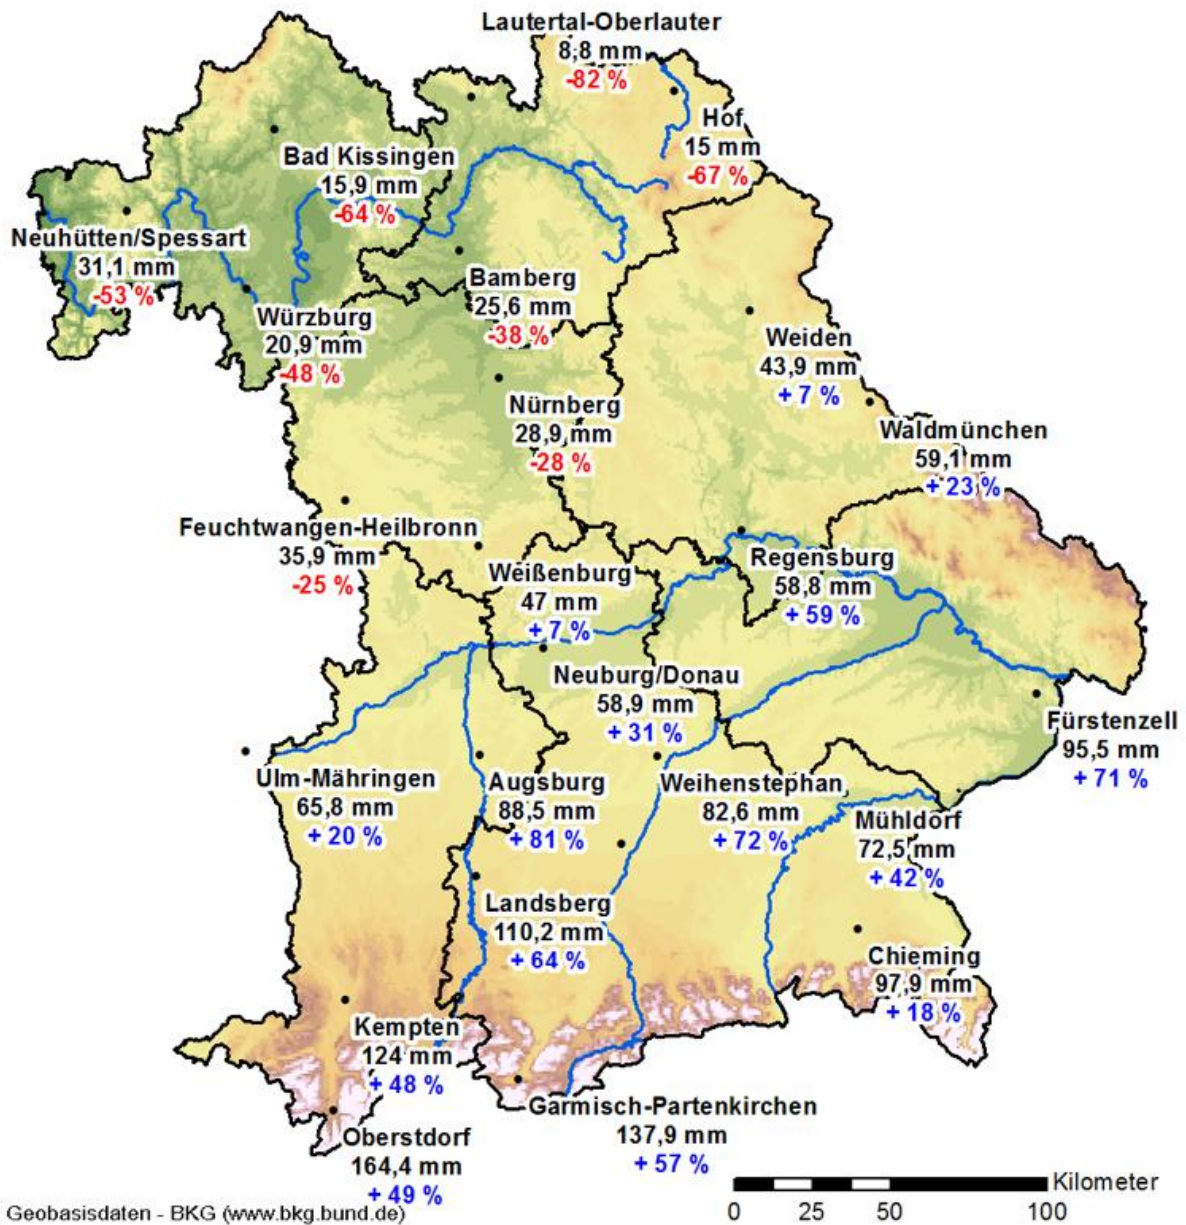 Lautertal-Oberlauter
8,8 mm
-82 %
Hof
15 mm
-67 %
Bad Kissingen
15,9 mm
-64 %
Neuhütten/Spessart
31,1 mm
-53 %
Bamberg
25,6 mm
-38 %
Würzburg
20,9 mm
-48 %
Weiden
43,9 mm
+ 7 %
Nürnberg
28,9 mm
-28 %
Waldmünchen
59,1 mm
+ 23 %
Feuchtwangen-Heilbronn
35,9 mm
-25 %
Weißenburg
47 mm
+ 7 %
Regensburg
58,8 mm
+ 59 %
Neuburg/Donau
58,9 mm
+ 31 %
Fürstenzell
95,5 mm
+ 71 %
Ulm-Mähringen
65,8 mm
+ 20 %
Augsburg
88,5 mm
+ 81 %
Weihenstephan
82,6 mm
+ 72 %
Mühldorf
72,5 mm
+ 42 %
Landsberg
110,2 mm
+ 64 %
Chieming
97,9 mm
+ 18 %
Kempten
124 mm
+ 48 %
Garmisch-Partenkirchen
137,9 mm
+ 57 %
Oberstdorf
164,4 mm
+ 49 %
Kilometer
0 25 50 100
Geobasisdaten - BKG (www.bkg.bund.de)